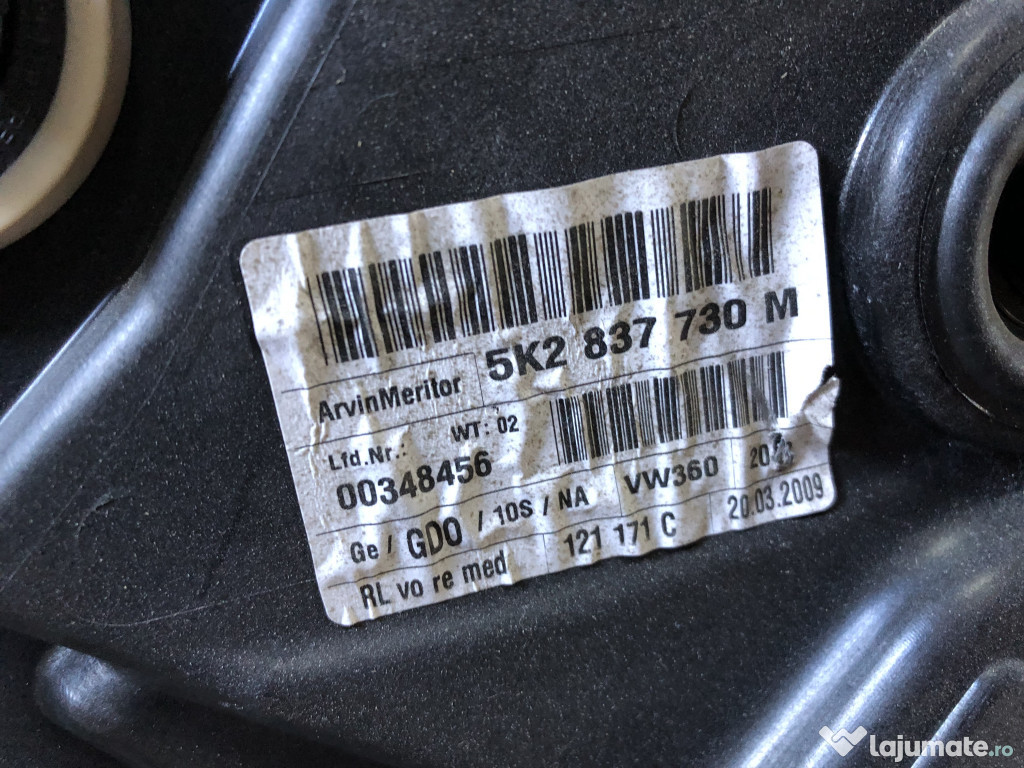 5K2 837 730 M
ArvinMeritor
WT: 02
Lfd.Nr.:
00348456
Ge / GDO / 10S / NA
VW360
RL vo re med
121 171 C
20.03.2009
lajumate.ro